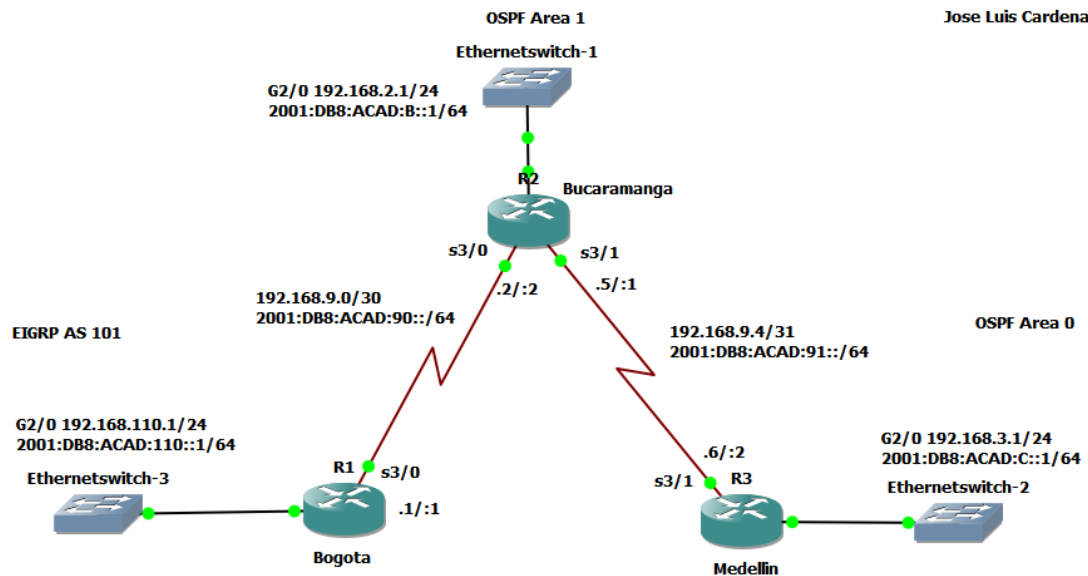 OSPF Area 1
Jose Luis Cardena
Ethernetswitch-1
G2/0 192.168.2.1/24
2001:DB8:ACAD:B::1/64
R2
Bucaramanga
s3/0
s3/1
.2/:2
.5/:1
192.168.9.0/30
2001:DB8:ACAD:90::/64
EIGRP AS 101
192.168.9.4/31
2001:DB8:ACAD:91::/64
OSPF Area 0
G2/0 192.168.110.1/24
2001:DB8:ACAD:110::1/64
Ethernetswitch-3
R1
s3/0
.1/:1
Bogota
.6/:2
s3/1
R3
G2/0 192.168.3.1/24
2001:DB8:ACAD:C::1/64
Ethernetswitch-2
Medellin